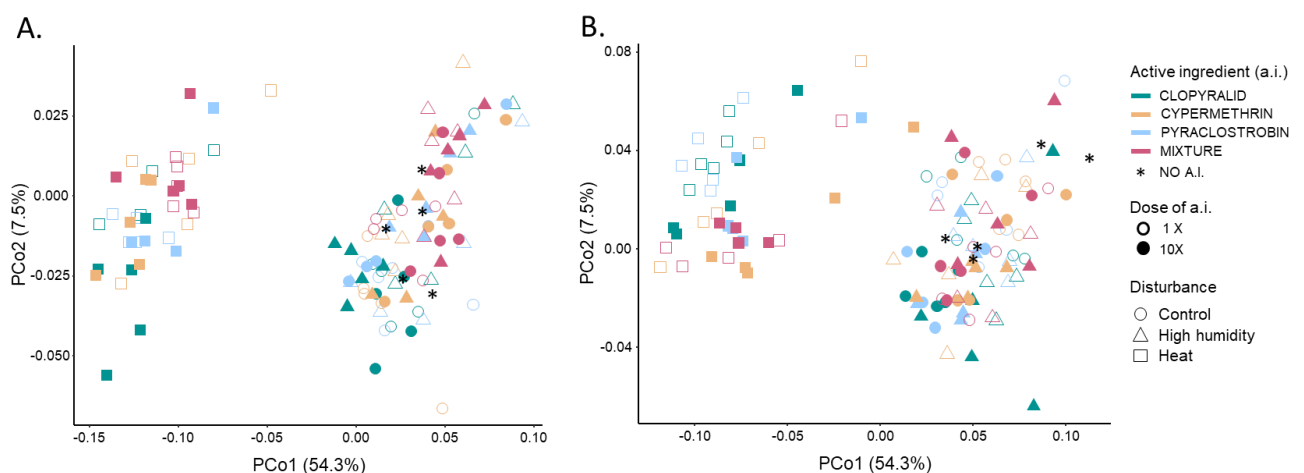 A.
0.025
0.000
-0.025
-0.050
PCo2 (7.5%)
-0.15
-0.10
-0.05
0.00
0.05
0.10
PCo1 (54.3%)
B.
0.08
0.04
0.00
-0.04
PCo2 (7.5%)
-0.10
-0.05
0.00
0.05
0.10
PCo1 (54.3%)
Active ingredient (a.i.)
CLOPYRALID
CYPERMETHRIN
PYRACLOSTROBIN
MIXTURE
* NO A.I.
Dose of a.i.
1 X
10X
Disturbance
Control
High humidity
Heat